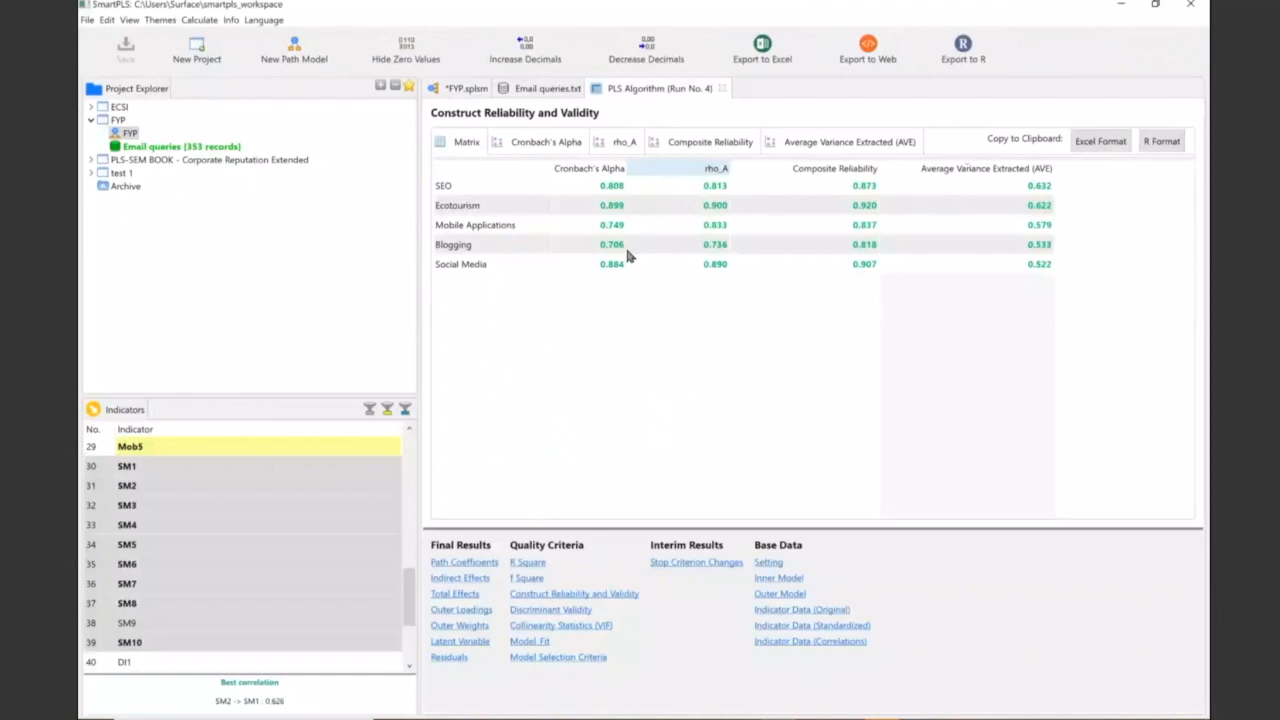 SmartPLS: C:\Users\Surface\smartpls_workspace
File Edit View Themes Calculate Info Language
Save
New Project
New Path Model
Hide Zero Values
Increase Decimals
Decrease Decimals
Export to Excel
Export to Web
Export to R
Project Explorer
ECSI
FYP
FYP
Email queries [353 records]
PLS-SEM BOOK - Corporate Reputation Extended
test 1
Archive
*FYP.splsm
Email queries.txt
PLS Algorithm (Run No. 4)
Construct Reliability and Validity
Matrix Cronbach's Alpha rho_A Composite Reliability Average Variance Extracted (AVE) Copy to Clipboard: Excel Format R Format
Cronbach's Alpha rho_A Composite Reliability Average Variance Extracted (AVE)
SEO 0.808 0.813 0.873 0.632
Ecotourism 0.899 0.900 0.920 0.622
Mobile Applications 0.749 0.833 0.837 0.579
Blogging 0.706 0.736 0.818 0.533
Social Media 0.884 0.890 0.907 0.522
Indicators
No. Indicator
29 Mob5
30 SM1
31 SM2
32 SM3
33 SM4
34 SM5
35 SM6
36 SM7
37 SM8
38 SM9
39 SM10
40 DI1
Best correlation
SM2 -> SM1 : 0.626
Final Results
Path Coefficients
Indirect Effects
Total Effects
Outer Loadings
Outer Weights
Latent Variable
Residuals
Quality Criteria
R Square
f Square
Construct Reliability and Validity
Discriminant Validity
Collinearity Statistics (VIF)
Model Fit
Model Selection Criteria
Interim Results
Stop Criterion Changes
Base Data
Setting
Inner Model
Outer Model
Indicator Data (Original)
Indicator Data (Standardized)
Indicator Data (Correlations)